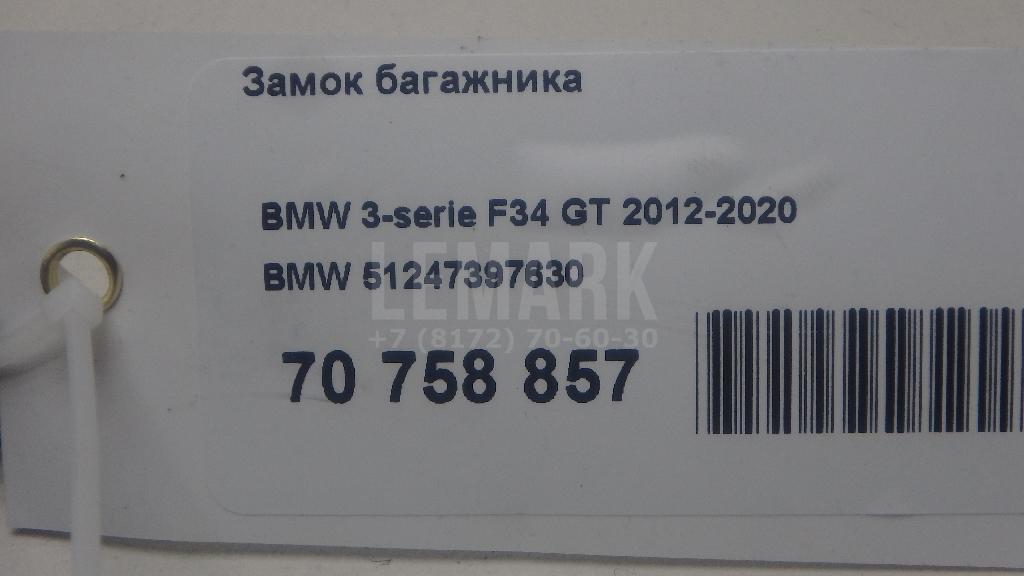 Замок багажника
BMW 3-serie F34 GT 2012-2020
BMW 51247397630
LEMARK
+7 (8172) 70-60-30
70 758 857